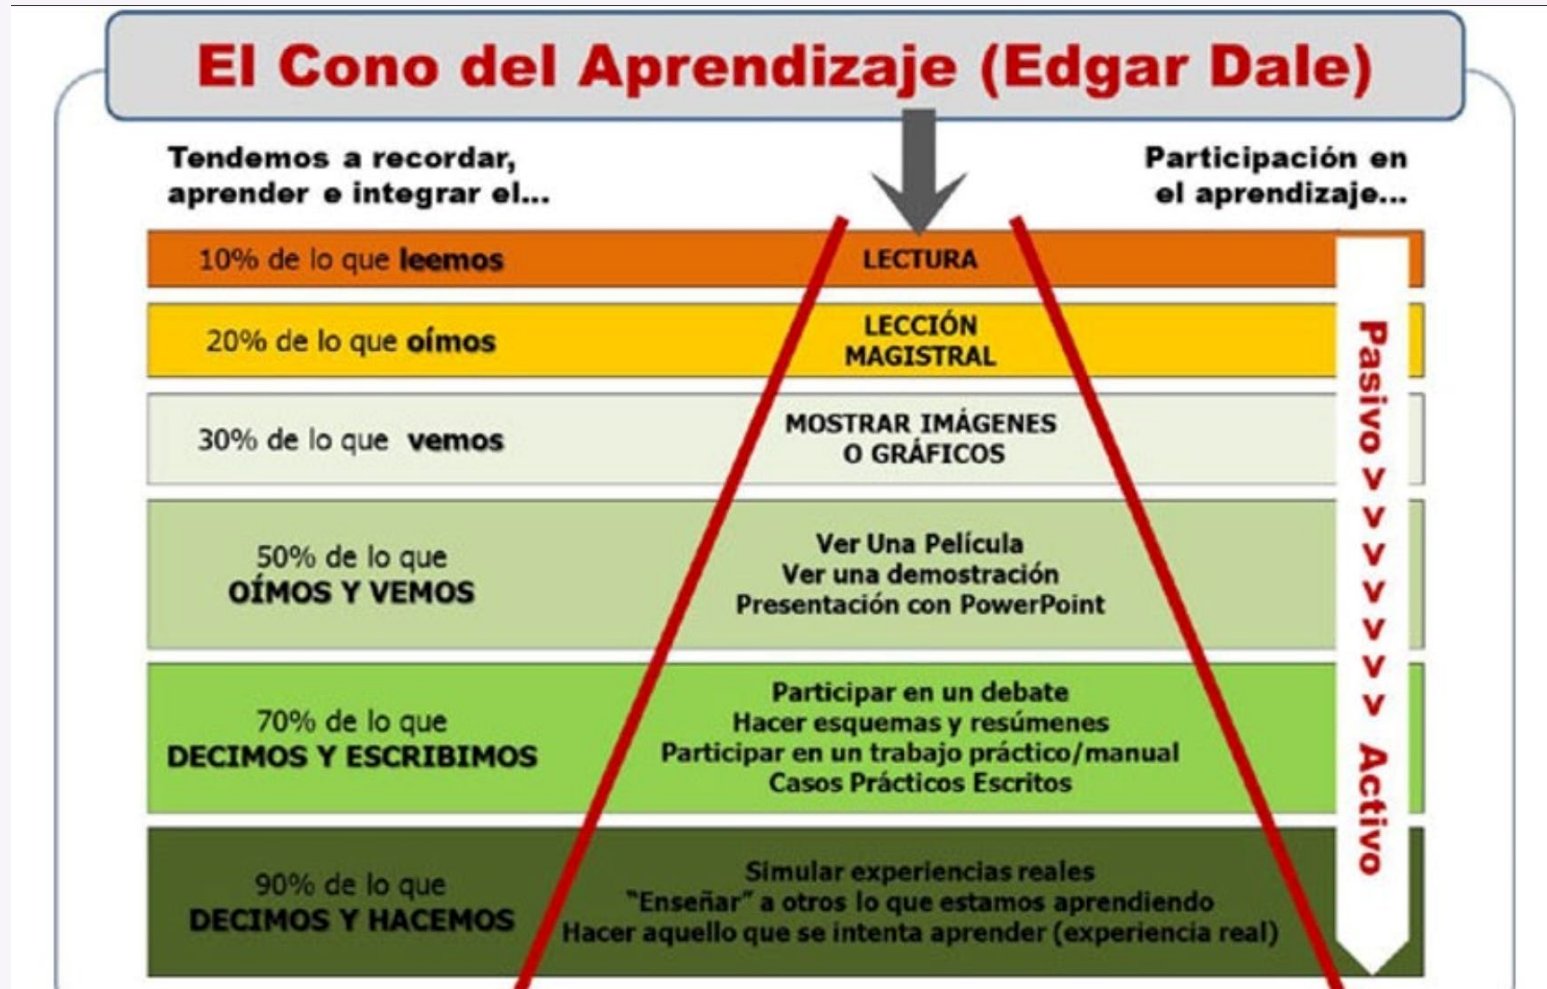 El Cono del Aprendizaje (Edgar Dale)
Tendemos a recordar,
aprender e integrar el...
Participación en
el aprendizaje...
10% de lo que leemos
LECTURA
20% de lo que oímos
LECCIÓN
MAGISTRAL
30% de lo que vemos
MOSTRAR IMÁGENES
O GRÁFICOS
50% de lo que
OÍMOS Y VEMOS
Ver Una Película
Ver una demostración
Presentación con PowerPoint
70% de lo que
DECIMOS Y ESCRIBIMOS
Participar en un debate
Hacer esquemas y resúmenes
Participar en un trabajo práctico/manual
Casos Prácticos Escritos
90% de lo que
DECIMOS Y HACEMOS
Simular experiencias reales
"Enseñar" a otros lo que estamos aprendiendo
Hacer aquello que se intenta aprender (experiencia real)
Pasivo > > > > > > > Activo